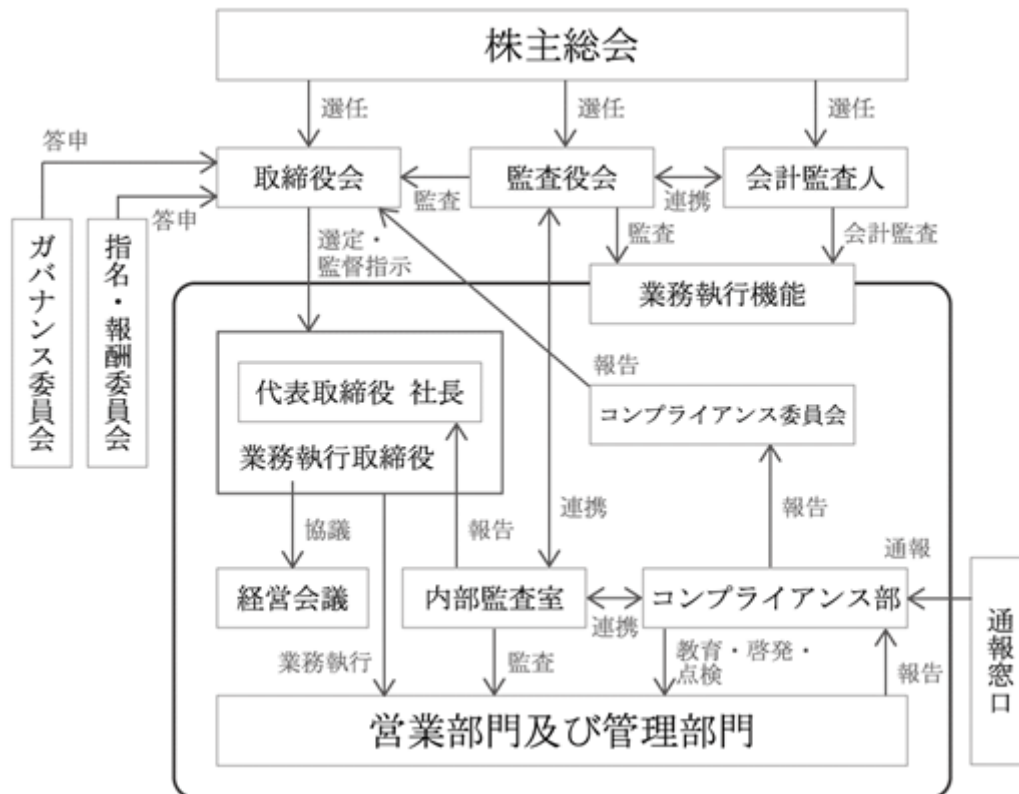 株主総会
選任
選任
選任
答申
取締役会
監査役会
会計監査人
監査
連携
答申
選定・
監督指示
監査
会計監査
ガバナンス委員会
指名・報酬委員会
業務執行機能
報告
代表取締役 社長
コンプライアンス委員会
業務執行取締役
協議
報告
連携
報告
通報
経営会議
内部監査室
コンプライアンス部
連携
通報窓口
業務執行
監査
教育・啓発・
点検
報告
営業部門及び管理部門